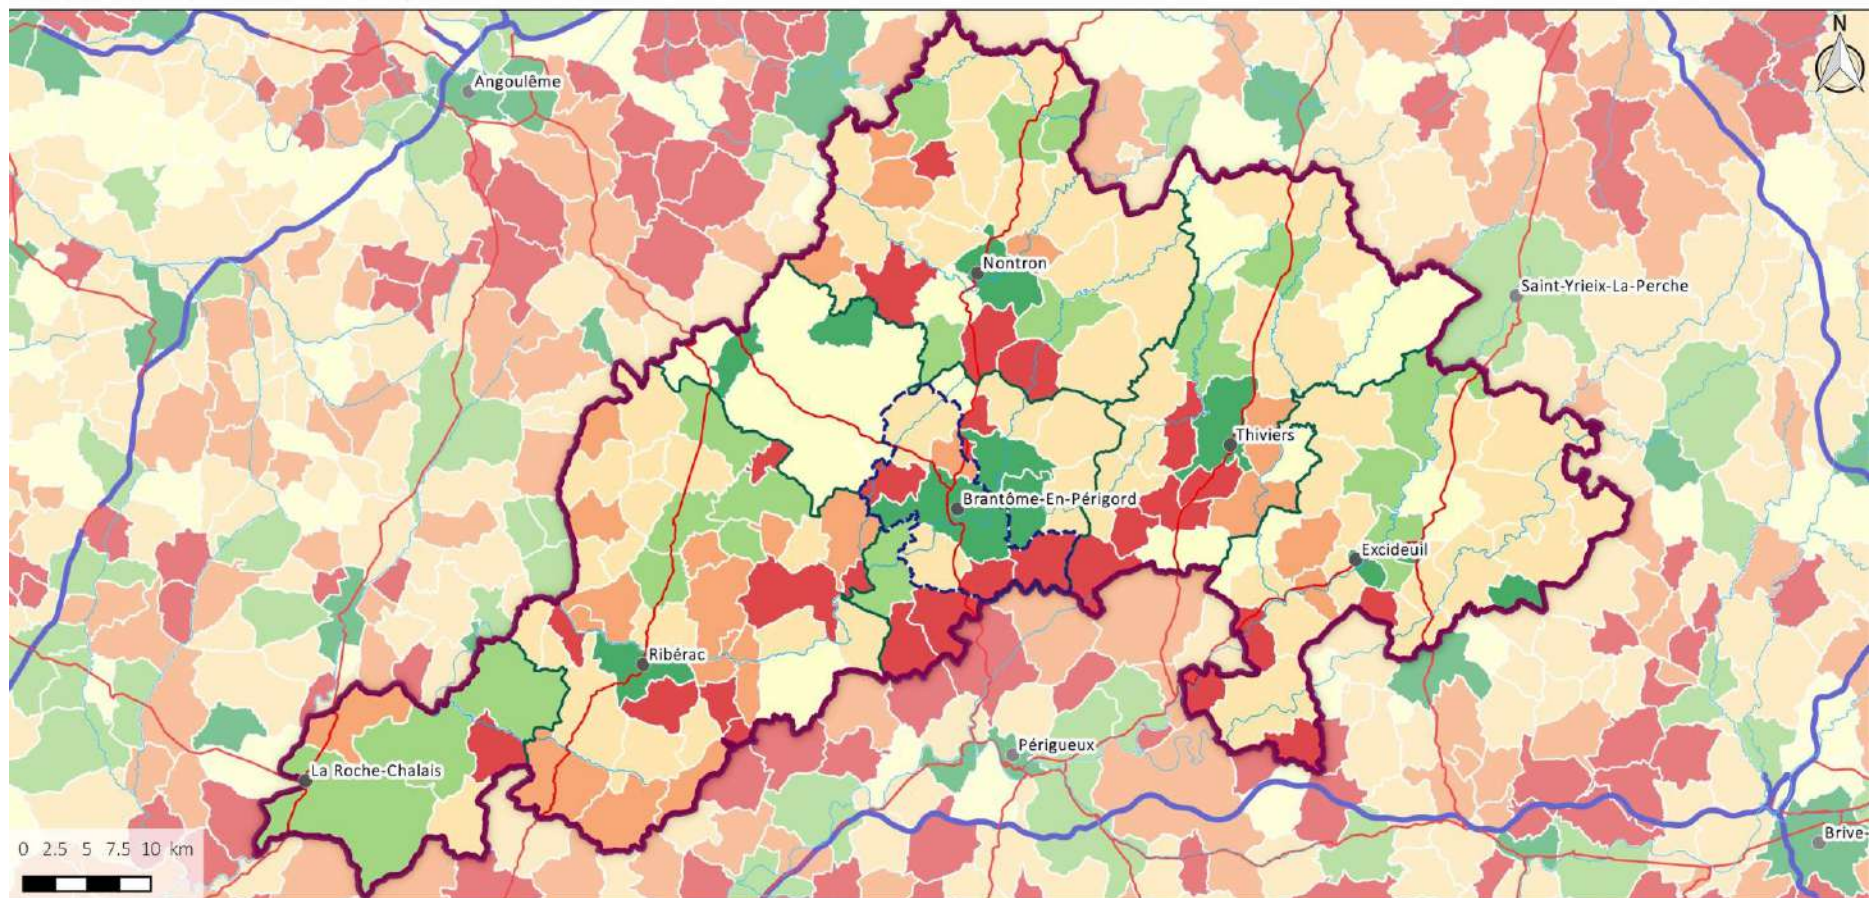 N
Angoulême
Nontron
Saint-Yrieix-La-Perche
Thiviers
Brantôme-En-Périgord
Excideuil
Ribérac
Périgueux
La Roche-Chalais
Brive-
0 2.5 5 7.5 10 km